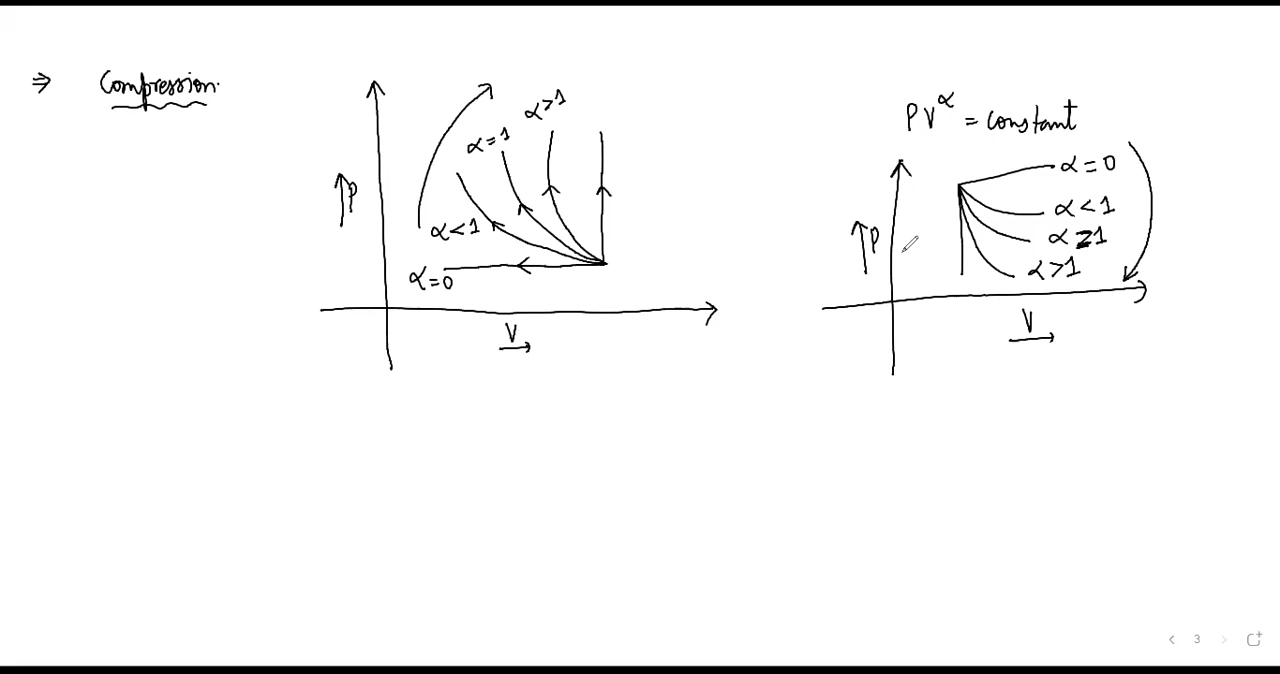 ⇒ Compression.
PV^α = constant
α>1
α=1
α<1
α=0
↑P
V
α=0
α<1
α=1
α>1
↑P
V
< 3 >